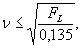 ν ≤ √(F_L / 0,135),